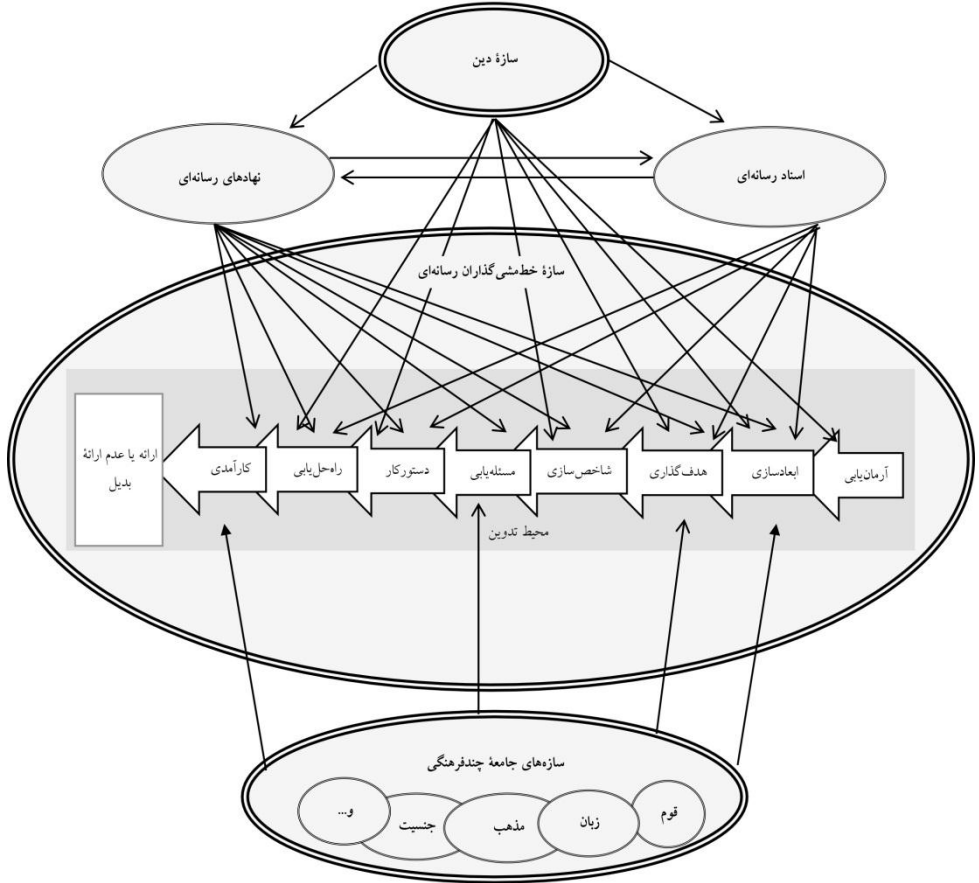 سازهٔ دین
اسناد رسانه‌ای
نهادهای رسانه‌ای
سازهٔ خط‌مشی‌گذاران رسانه‌ای
آرمان‌یابی
ابعادسازی
هدف‌گذاری
شاخص‌سازی
مسئله‌یابی
دستورکار
راه‌حل‌یابی
کارآمدی
ارائه یا عدم ارائهٔ
بدیل
محیط تدوین
سازه‌های جامعهٔ چندفرهنگی
قوم
زبان
مذهب
جنسیت
و...